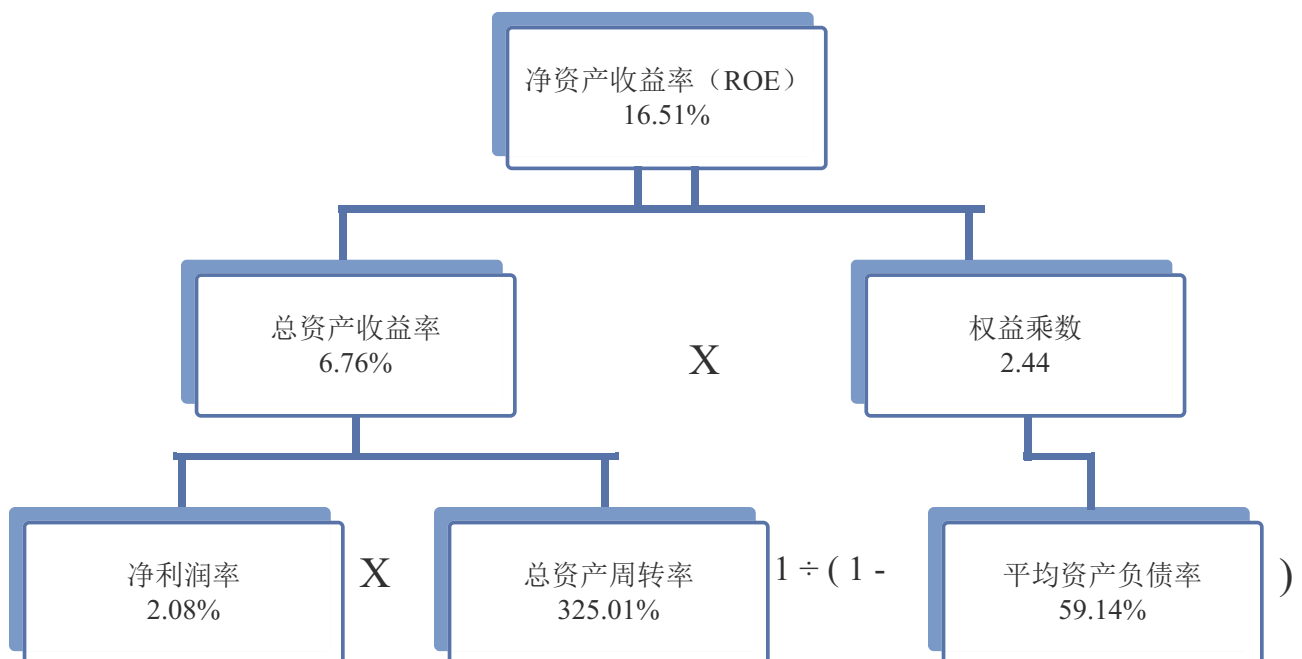 净资产收益率（ROE）
16.51%
总资产收益率
6.76%
X
权益乘数
2.44
净利润率
2.08%
X
总资产周转率
325.01%
1 ÷ ( 1 -
平均资产负债率
59.14%
)